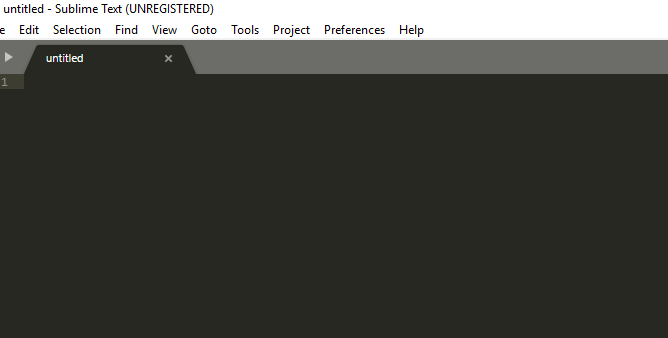 untitled - Sublime Text (UNREGISTERED)
e Edit Selection Find View Goto Tools Project Preferences Help
untitled
1